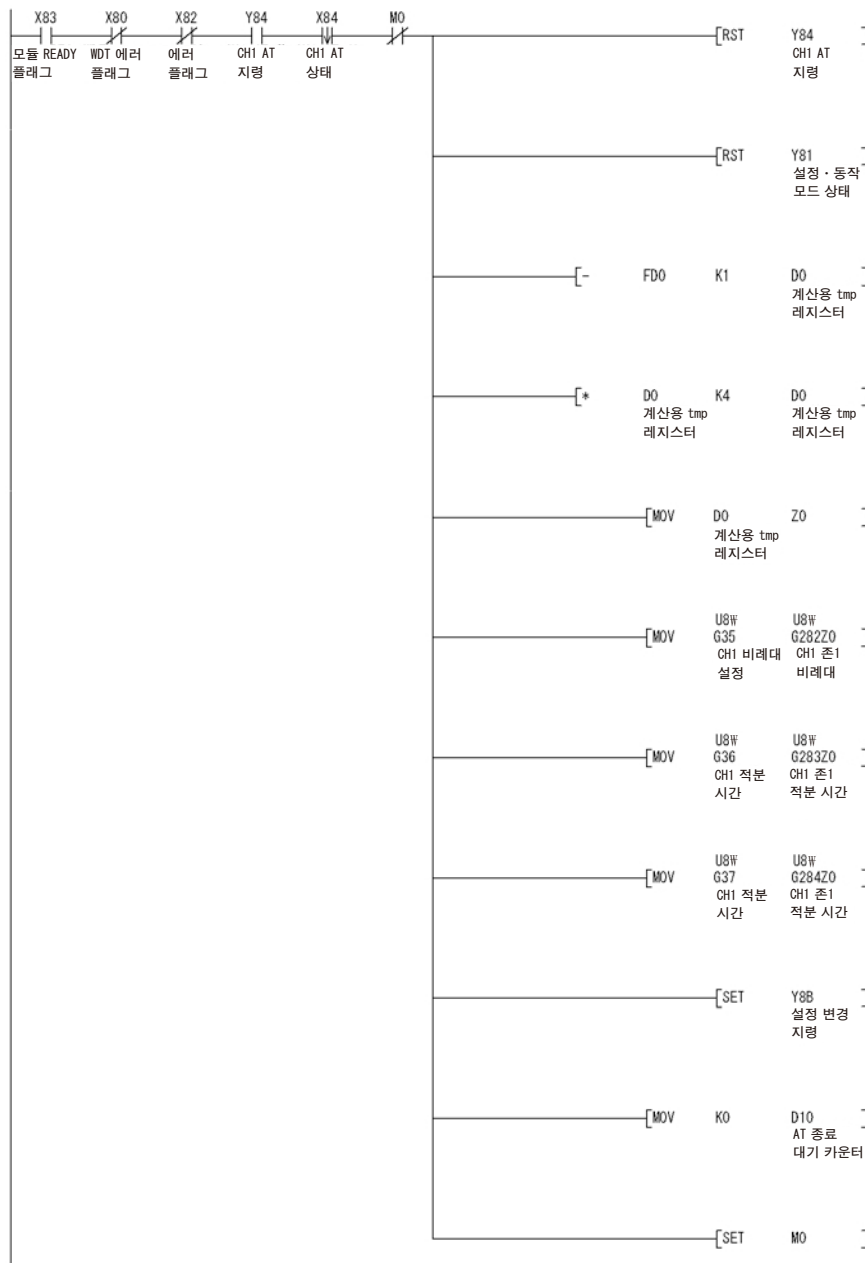 X83 X80 X82 Y84 X84 M0
모듈 READY WDT 에러 에러 CH1 AT CH1 AT
플래그 플래그 플래그 지령 상태
RST Y84
CH1 AT
지령
RST Y81
설정・동작
모드 상태
- FD0 K1 D0
계산용 tmp
레지스터
* D0 K4 D0
계산용 tmp 계산용 tmp
레지스터 레지스터
MOV D0 Z0
계산용 tmp
레지스터
U8₩ U8₩
MOV G35 G282Z0
CH1 비례대 CH1 존1
설정 비례대
U8₩ U8₩
MOV G36 G283Z0
CH1 적분 CH1 존1
시간 적분 시간
U8₩ U8₩
MOV G37 G284Z0
CH1 적분 CH1 존1
시간 적분 시간
SET Y8B
설정 변경
지령
MOV K0 D10
AT 종료
대기 카운터
SET M0